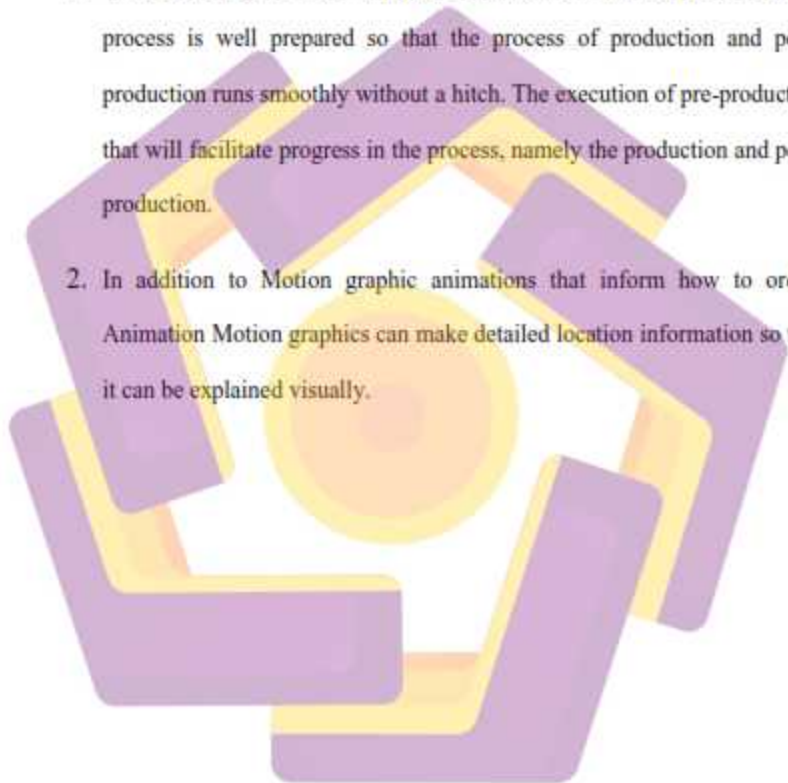 process is well prepared so that the process of production and
production runs smoothly without a hitch. The execution of
that will facilitate progress in the process, namely the production and
production.
2. In addition to Motion graphic animations that inform how to
Animation Motion graphics can make detailed location information so
it can be explained visually.